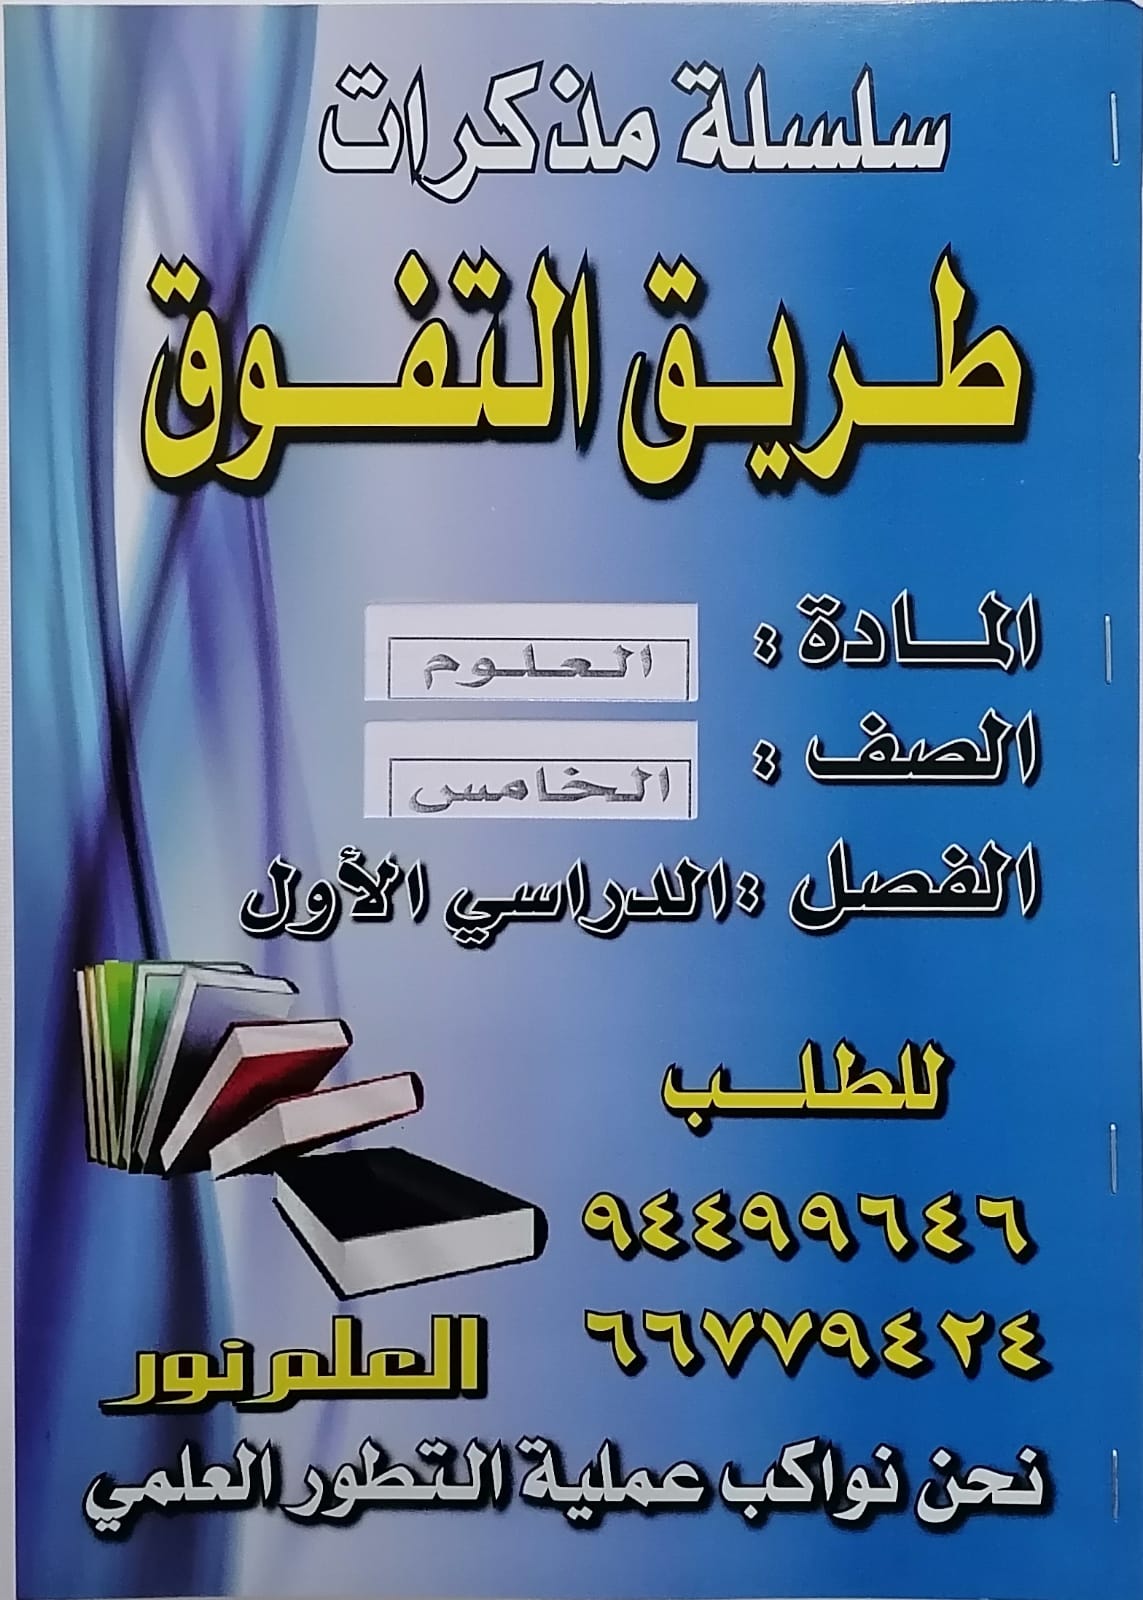 سلسلة مذكرات
طريق التفوق
المادة : العلوم
الصف : الخامس
الفصل : الدراسي الأول
للطلب
٩٤٤٩٩٦٤٦
٦٦٧٧٩٤٢٤
العلم نور
نحن نواكب عملية التطور العلمي